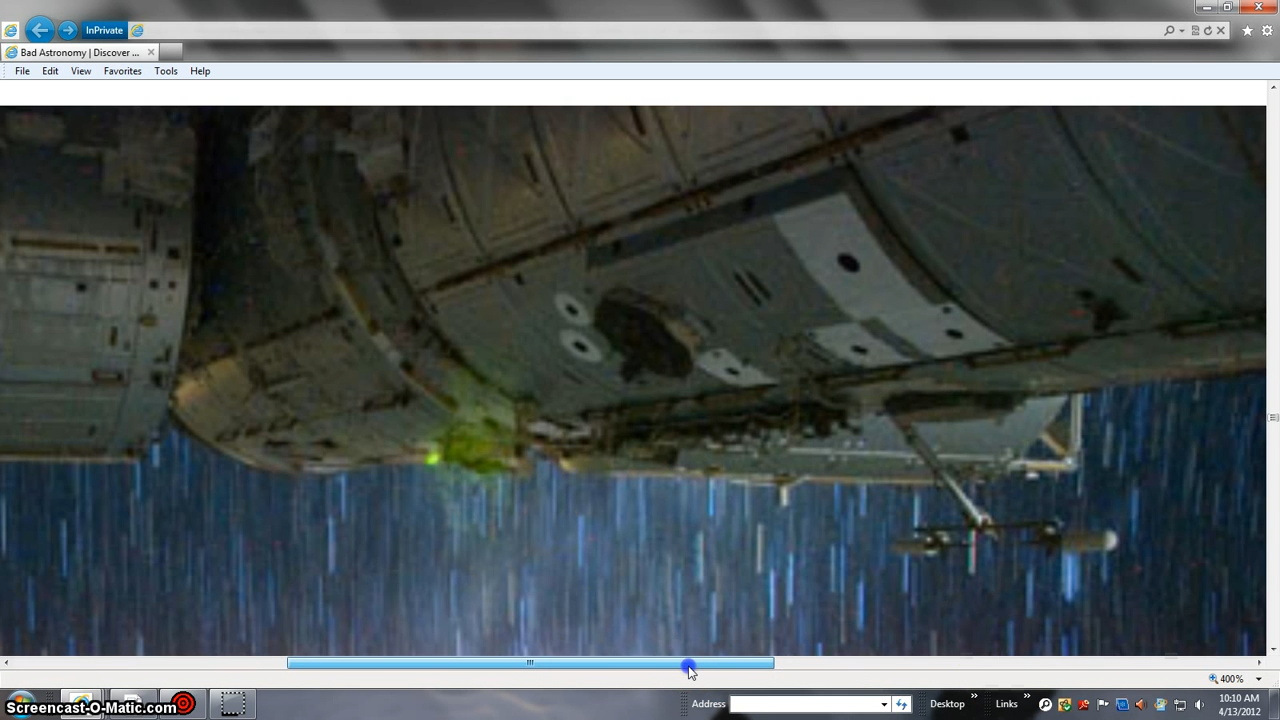 InPrivate
Bad Astronomy | Discover ...
File Edit View Favorites Tools Help
400%
Address
Desktop
Links
10:10 AM
4/13/2012
Screencast-O-Matic.com